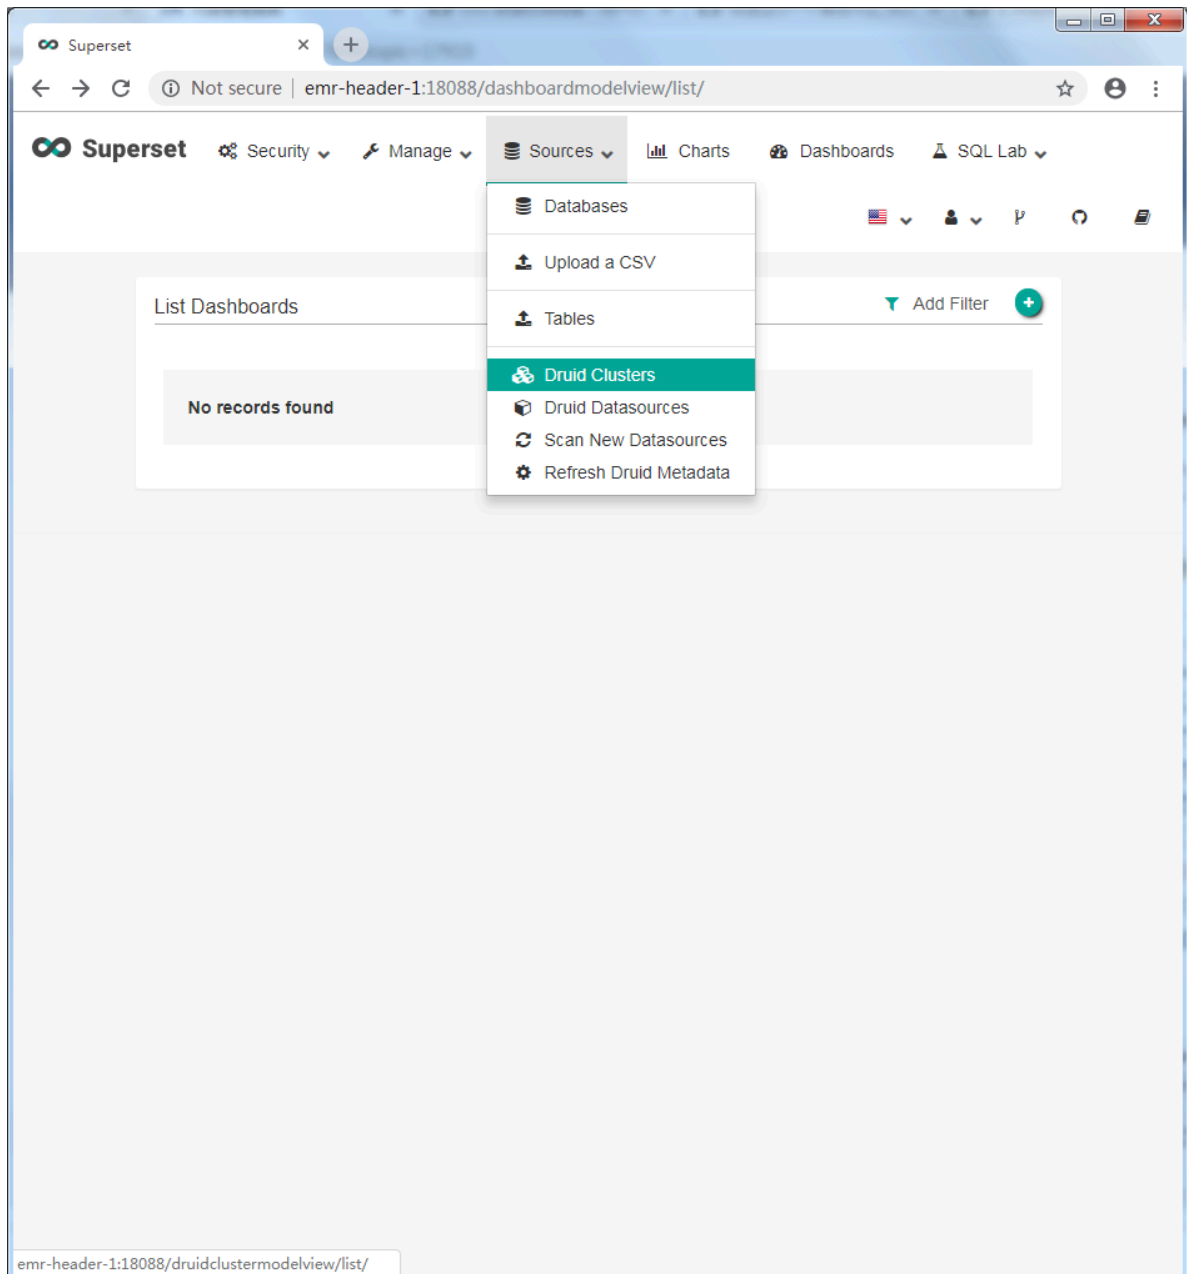 Superset
Not secure | emr-header-1:18088/dashboardmodelview/list/
Superset Security Manage Sources Charts Dashboards SQL Lab
Databases
Upload a CSV
List Dashboards Add Filter
Tables
Druid Clusters
No records found
Druid Datasources
Scan New Datasources
Refresh Druid Metadata
emr-header-1:18088/druidclustermodelview/list/